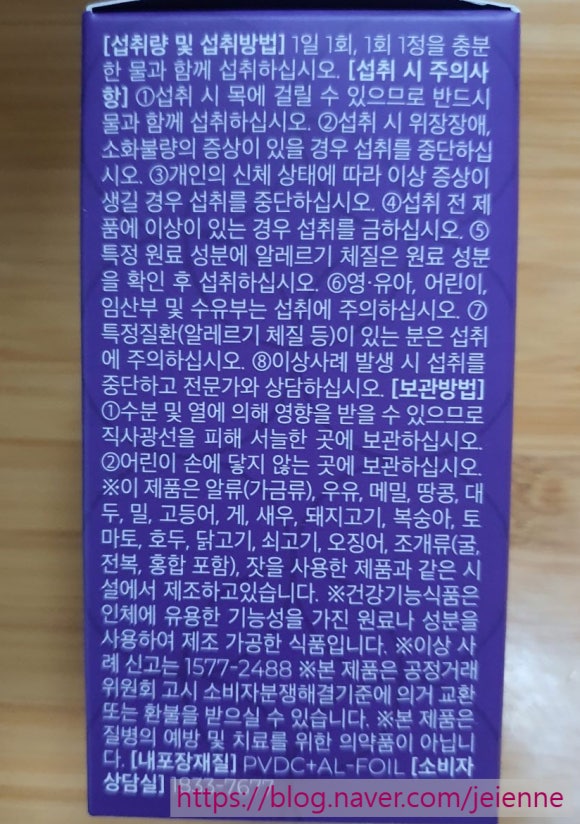 [섭취량 및 섭취방법] 1일 1회, 1회 1정을 충분
한 물과 함께 섭취하십시오. [섭취 시 주의사
항] ①섭취 시 목에 걸릴 수 있으므로 반드시
물과 함께 섭취하십시오. ②섭취 시 위장장애,
소화불량의 증상이 있을 경우 섭취를 중단하십
시오. ③개인의 신체 상태에 따라 이상 증상이
생길 경우 섭취를 중단하십시오. ④섭취 전 제
품에 이상이 있는 경우 섭취를 금하십시오. ⑤
특정 원료 성분에 알레르기 체질은 원료 성분
을 확인 후 섭취하십시오. ⑥영·유아, 어린이,
임산부 및 수유부는 섭취에 주의하십시오. ⑦
특정질환(알레르기 체질 등)이 있는 분은 섭취
에 주의하십시오. ⑧이상사례 발생 시 섭취를
중단하고 전문가와 상담하십시오. [보관방법]
①수분 및 열에 의해 영향을 받을 수 있으므로
직사광선을 피해 서늘한 곳에 보관하십시오.
②어린이 손에 닿지 않는 곳에 보관하십시오.
※이 제품은 알류(가금류), 우유, 메밀, 땅콩, 대
두, 밀, 고등어, 게, 새우, 돼지고기, 복숭아, 토
마토, 호두, 닭고기, 쇠고기, 오징어, 조개류(굴,
전복, 홍합 포함), 잣을 사용한 제품과 같은 시
설에서 제조하고있습니다. ※건강기능식품은
인체에 유용한 기능성을 가진 원료나 성분을
사용하여 제조 가공한 식품입니다. ※이상 사
례 신고는 1577-2488 ※본 제품은 공정거래
위원회 고시 소비자분쟁해결기준에 의거 교환
또는 환불을 받으실 수 있습니다. ※본 제품은
질병의 예방 및 치료를 위한 의약품이 아닙니
다. [내포장재질] PVDC+AL-FOIL [소비자
상담실] 1833-7677
https://blog.naver.com/jeienne